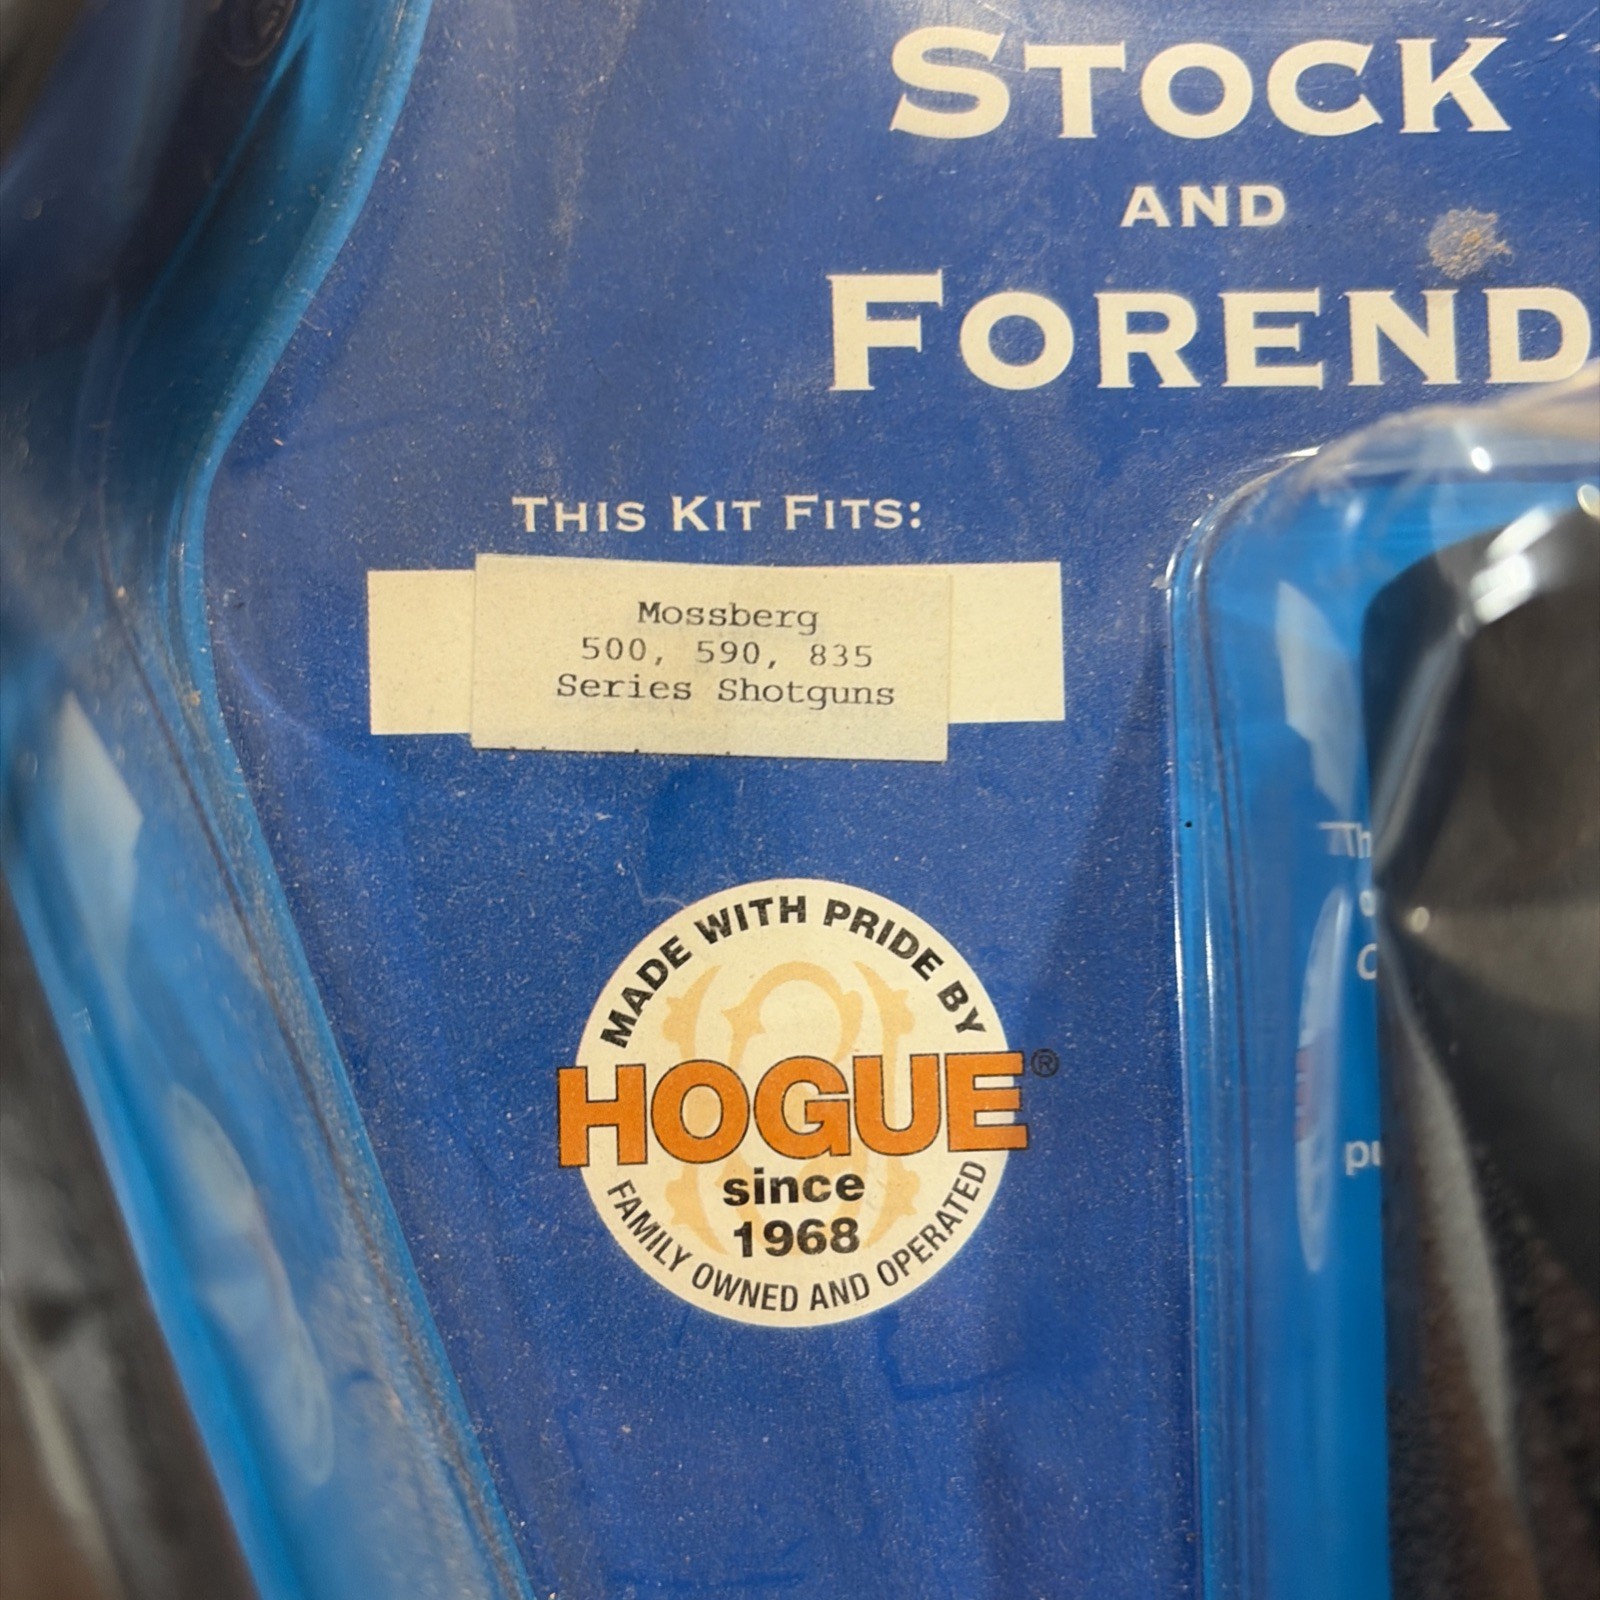 STOCK
AND
FOREND
THIS KIT FITS:
Mossberg
500, 590, 835
Series Shotguns
MADE WITH PRIDE BY
HOGUE®
since
1968
FAMILY OWNED AND OPERATED